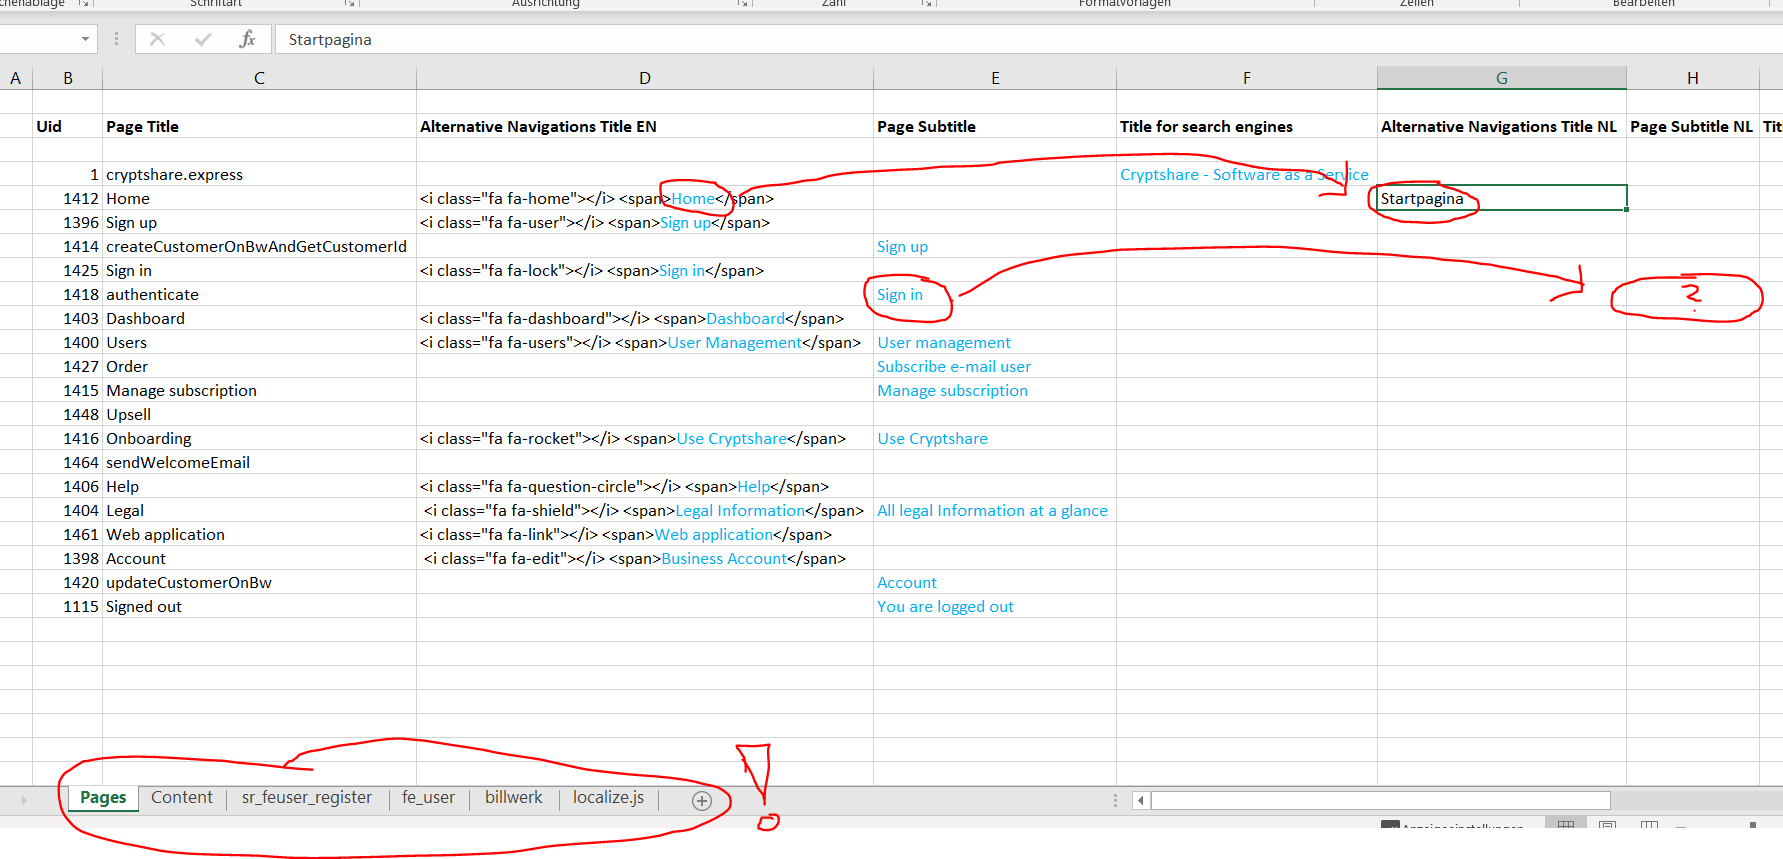 Schriftart Ausrichtung Zahl Formatvorlagen Zellen Bearbeiten
fx Startpagina
A B C D E F G H
Uid Page Title Alternative Navigations Title EN Page Subtitle Title for search engines Alternative Navigations Title NL Page Subtitle NL Tit
1 cryptshare.express Cryptshare - Software as a Service
1412 Home <i class="fa fa-home"></i> <span>Home</span> Startpagina
1396 Sign up <i class="fa fa-user"></i> <span>Sign up</span>
1414 createCustomerOnBwAndGetCustomerId Sign up
1425 Sign in <i class="fa fa-lock"></i> <span>Sign in</span>
1418 authenticate Sign in ?
1403 Dashboard <i class="fa fa-dashboard"></i> <span>Dashboard</span>
1400 Users <i class="fa fa-users"></i> <span>User Management</span> User management
1427 Order Subscribe e-mail user
1415 Manage subscription Manage subscription
1448 Upsell
1416 Onboarding <i class="fa fa-rocket"></i> <span>Use Cryptshare</span> Use Cryptshare
1464 sendWelcomeEmail
1406 Help <i class="fa fa-question-circle"></i> <span>Help</span>
1404 Legal <i class="fa fa-shield"></i> <span>Legal Information</span> All legal Information at a glance
1461 Web application <i class="fa fa-link"></i> <span>Web application</span>
1398 Account <i class="fa fa-edit"></i> <span>Business Account</span>
1420 updateCustomerOnBw Account
1115 Signed out You are logged out
Pages Content sr_feuser_register fe_user billwerk localize.js !